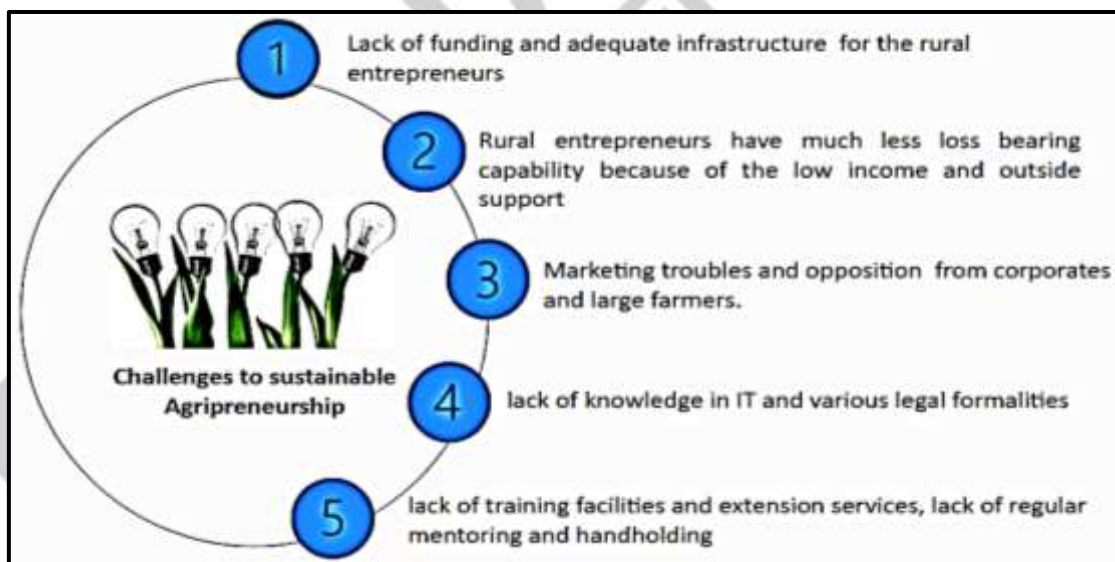 1
Lack of funding and adequate infrastructure for the rural
entrepreneurs
2
Rural entrepreneurs have much less loss bearing
capability because of the low income and outside
support
3
Marketing troubles and opposition from corporates
and large farmers.
Challenges to sustainable
Agripreneurship
4
lack of knowledge in IT and various legal formalities
5
lack of training facilities and extension services, lack of regular
mentoring and handholding